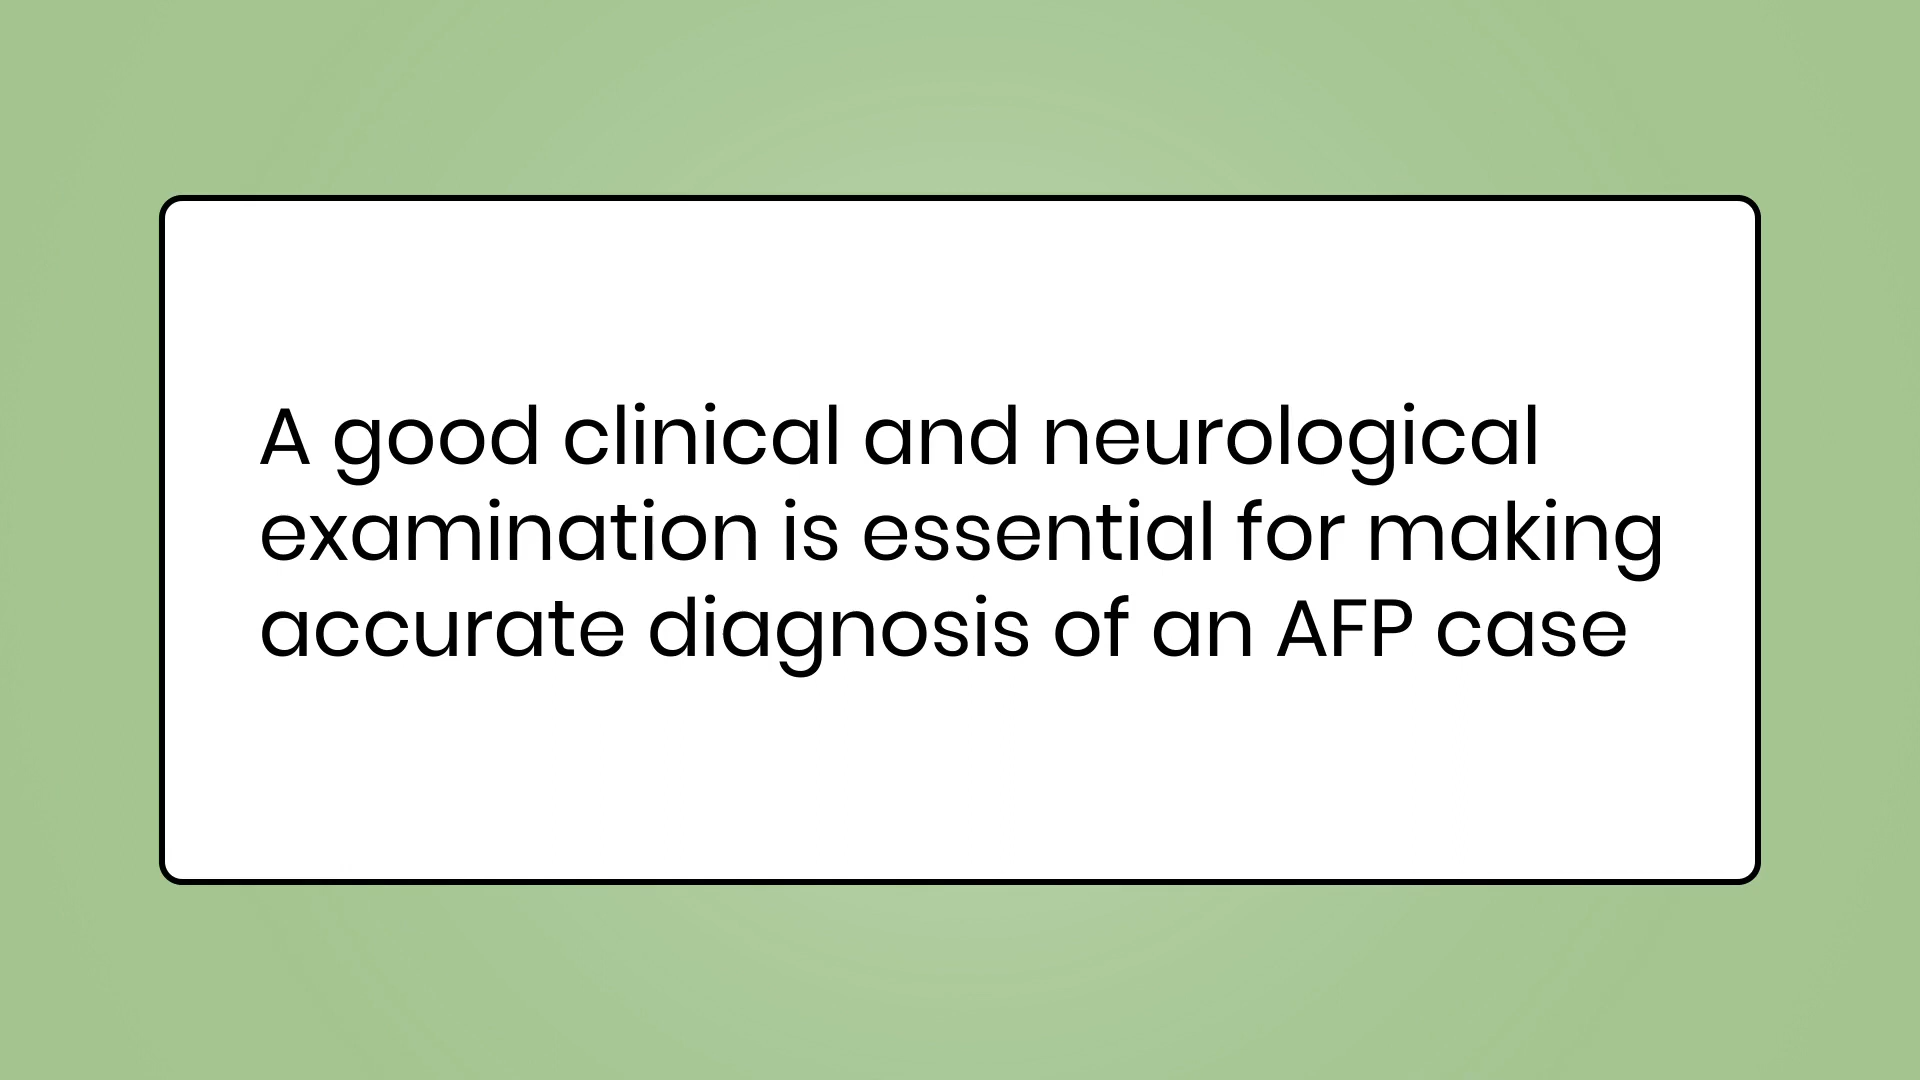 A good clinical and neurological
examination is essential for making
accurate diagnosis of an AFP case